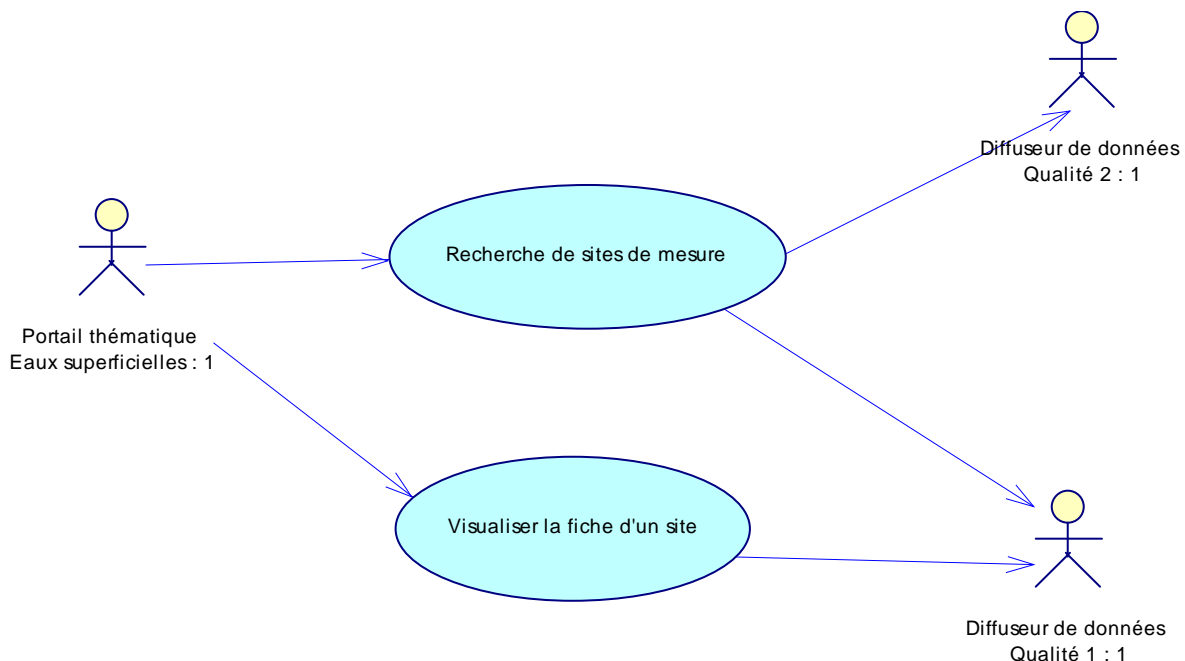 Diffuseur de données
Qualité 2 : 1
Recherche de sites de mesure
Portail thématique
Eaux superficielles : 1
Visualiser la fiche d'un site
Diffuseur de données
Qualité 1 : 1